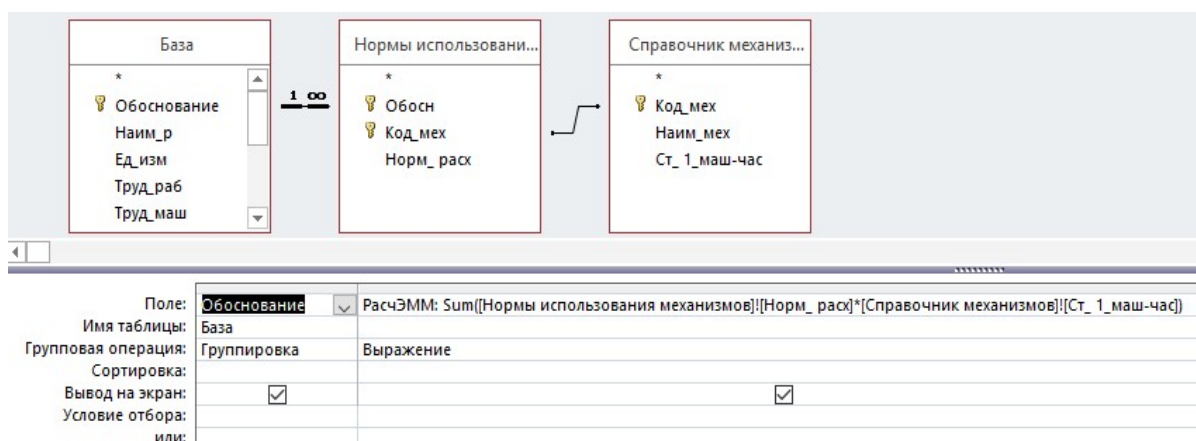 База
*
Обоснование
Наим_р
Ед_изм
Труд_раб
Труд_маш
1 ∞
Нормы использовани...
*
Обосн
Код_мех
Норм_ расх
Справочник механиз...
*
Код_мех
Наим_мех
Ст_ 1_маш-час
Поле: Обоснование РасчЭММ: Sum([Нормы использования механизмов]![Норм_ расх]*[Справочник механизмов]![Ст_ 1_маш-час])
Имя таблицы: База
Групповая операция: Группировка Выражение
Сортировка:
Вывод на экран:
Условие отбора:
или: